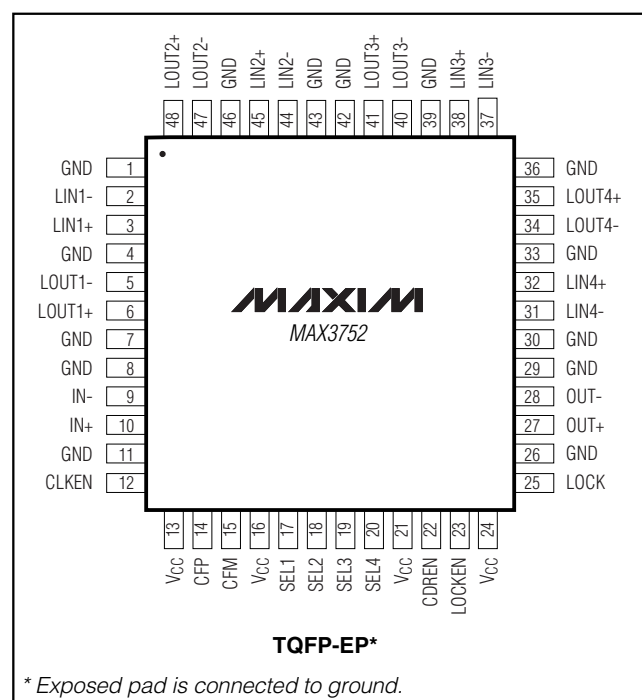 LOUT2+ LOUT2- GND LIN2+ LIN2- GND GND LOUT3+ LOUT3- GND LIN3+ LIN3-
48 47 46 45 44 43 42 41 40 39 38 37
GND 1 36 GND
LIN1- 2 35 LOUT4+
LIN1+ 3 34 LOUT4-
GND 4 33 GND
LOUT1- 5 32 LIN4+
LOUT1+ 6 31 LIN4-
MAXIM
MAX3752
GND 7 30 GND
GND 8 29 GND
IN- 9 28 OUT-
IN+ 10 27 OUT+
GND 11 26 GND
CLKEN 12 25 LOCK
13 14 15 16 17 18 19 20 21 22 23 24
VCC CFP CFM VCC SEL1 SEL2 SEL3 SEL4 VCC CDREN LOCKEN VCC
TQFP-EP*
* Exposed pad is connected to ground.